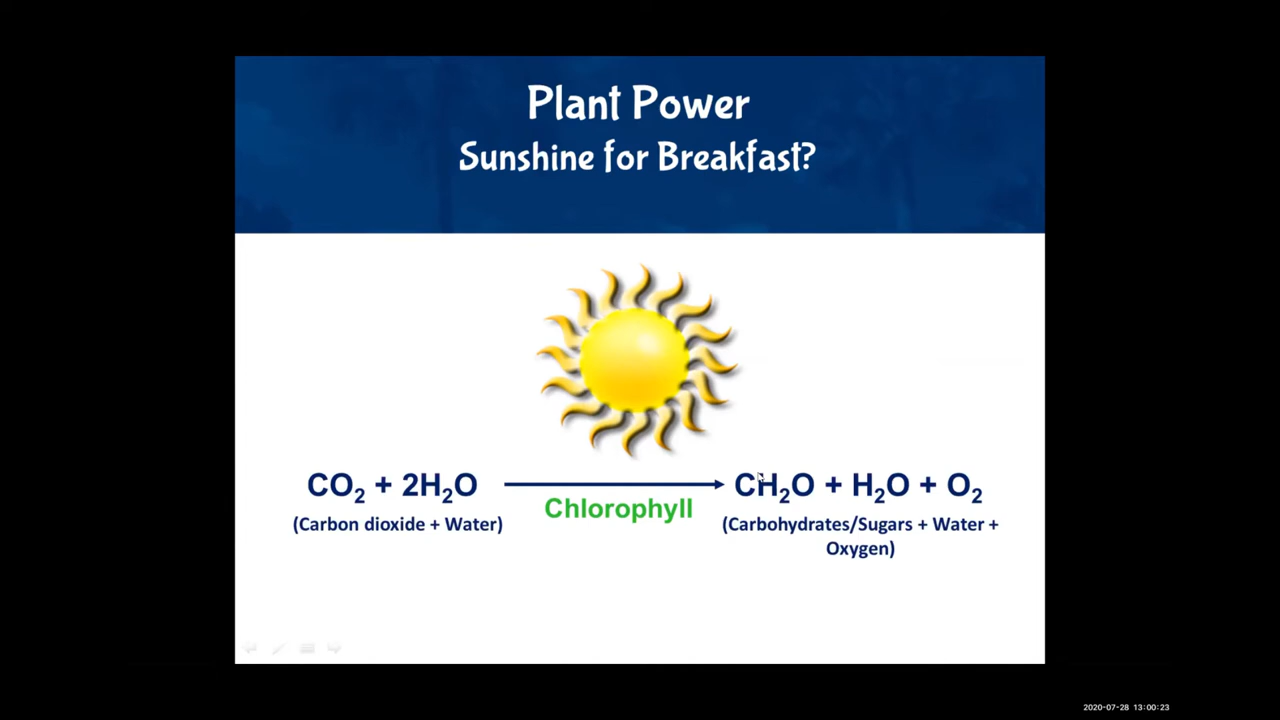 Plant Power
Sunshine for Breakfast?
CO₂ + 2H₂O
CH₂O + H₂O + O₂
Chlorophyll
(Carbon dioxide + Water)
(Carbohydrates/Sugars + Water +
Oxygen)
2020-07-28 13:00:23